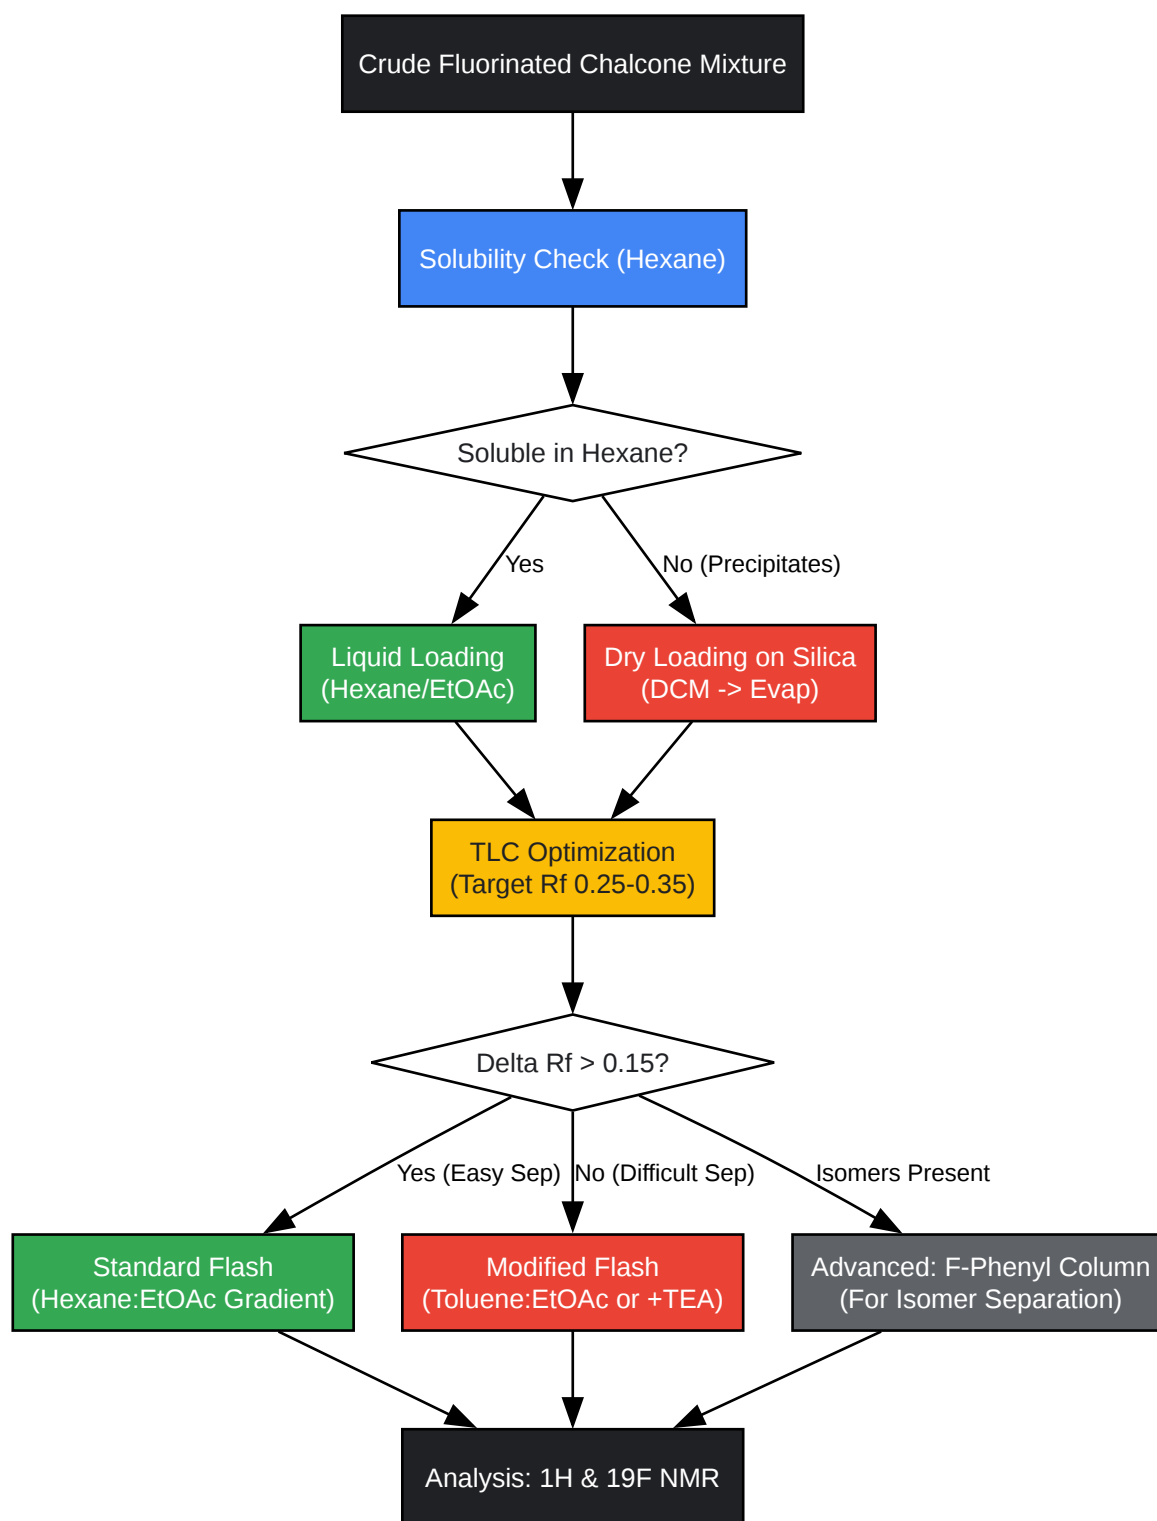 Crude Fluorinated Chalcone Mixture
Solubility Check (Hexane)
Soluble in Hexane?
Yes
No (Precipitates)
Liquid Loading
(Hexane/EtOAc)
Dry Loading on Silica
(DCM -> Evap)
TLC Optimization
(Target Rf 0.25-0.35)
Delta Rf > 0.15?
Yes (Easy Sep)
No (Difficult Sep)
Isomers Present
Standard Flash
(Hexane:EtOAc Gradient)
Modified Flash
(Toluene:EtOAc or +TEA)
Advanced: F-Phenyl Column
(For Isomer Separation)
Analysis: 1H & 19F NMR